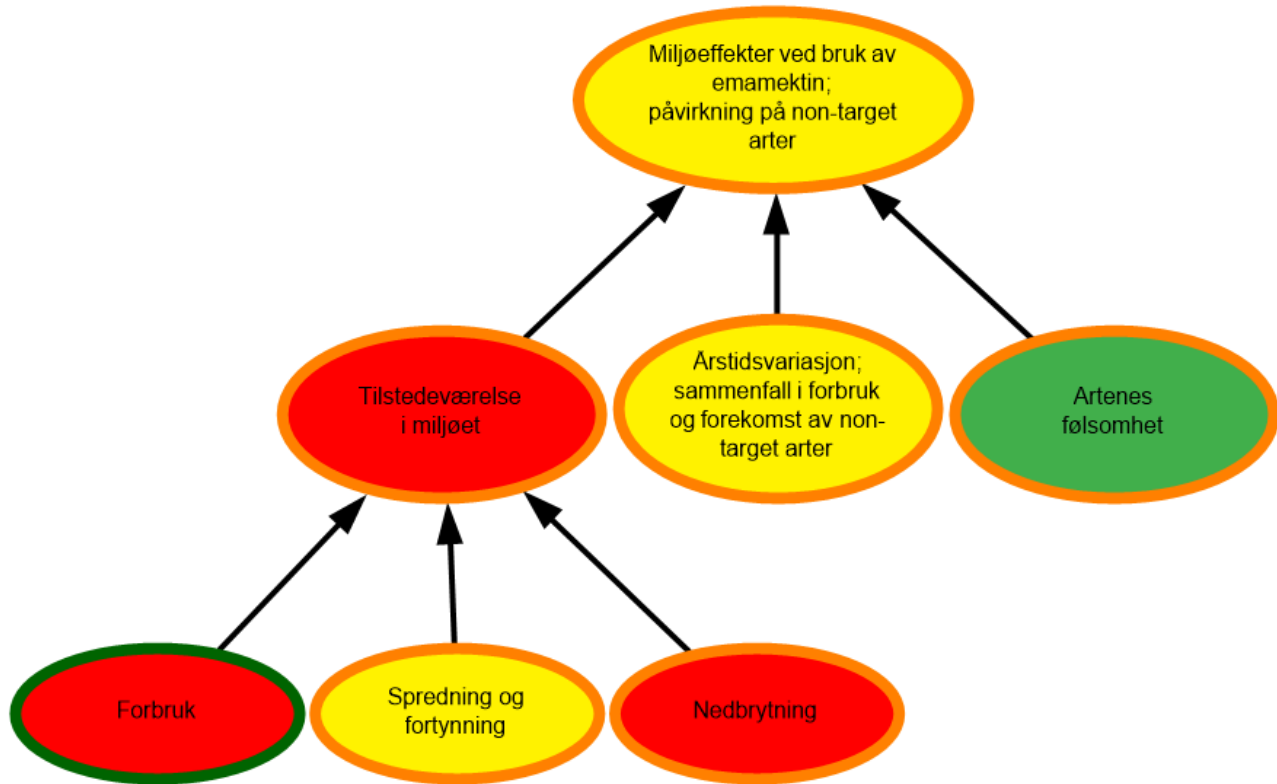 Miljøeffekter ved bruk av
emamektin;
påvirkning på non-target
arter
Tilstedeværelse
i miljøet
Årstidsvariasjon;
sammenfall i forbruk
og forekomst av non-
target arter
Artenes
følsomhet
Forbruk
Spredning og
fortynning
Nedbrytning